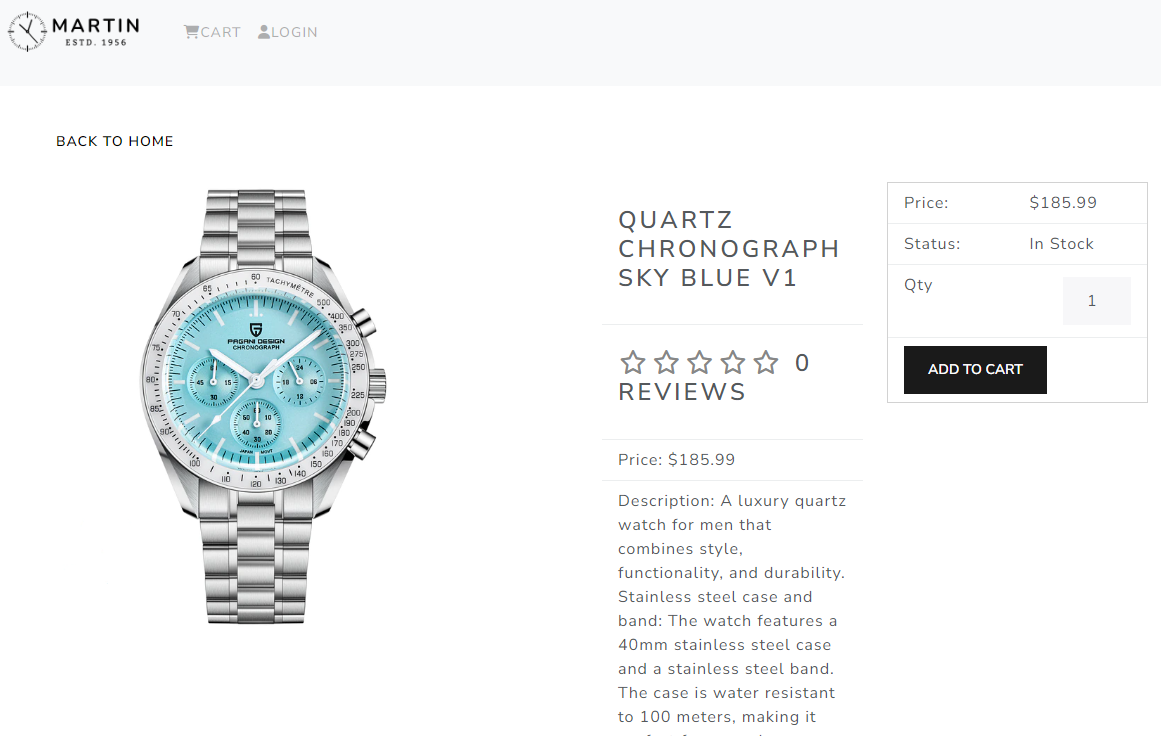 MARTIN
ESTD. 1956
CART
LOGIN
BACK TO HOME
60
TACHYMÈTRE
65
70
75
80
85
90
100
110
120
130
140
150
160
170
180
190
200
225
250
275
300
350
400
500
PAGANI DESIGN
CHRONOGRAPH
45
15
30
24
18
06
60
50
10
40
20
30
JAPAN
MOVT
QUARTZ
CHRONOGRAPH
SKY BLUE V1
0
REVIEWS
Price: $185.99
Description: A luxury quartz
watch for men that
combines style,
functionality, and durability.
Stainless steel case and
band: The watch features a
40mm stainless steel case
and a stainless steel band.
The case is water resistant
to 100 meters, making it
Price: $185.99
Status: In Stock
Qty 1
ADD TO CART